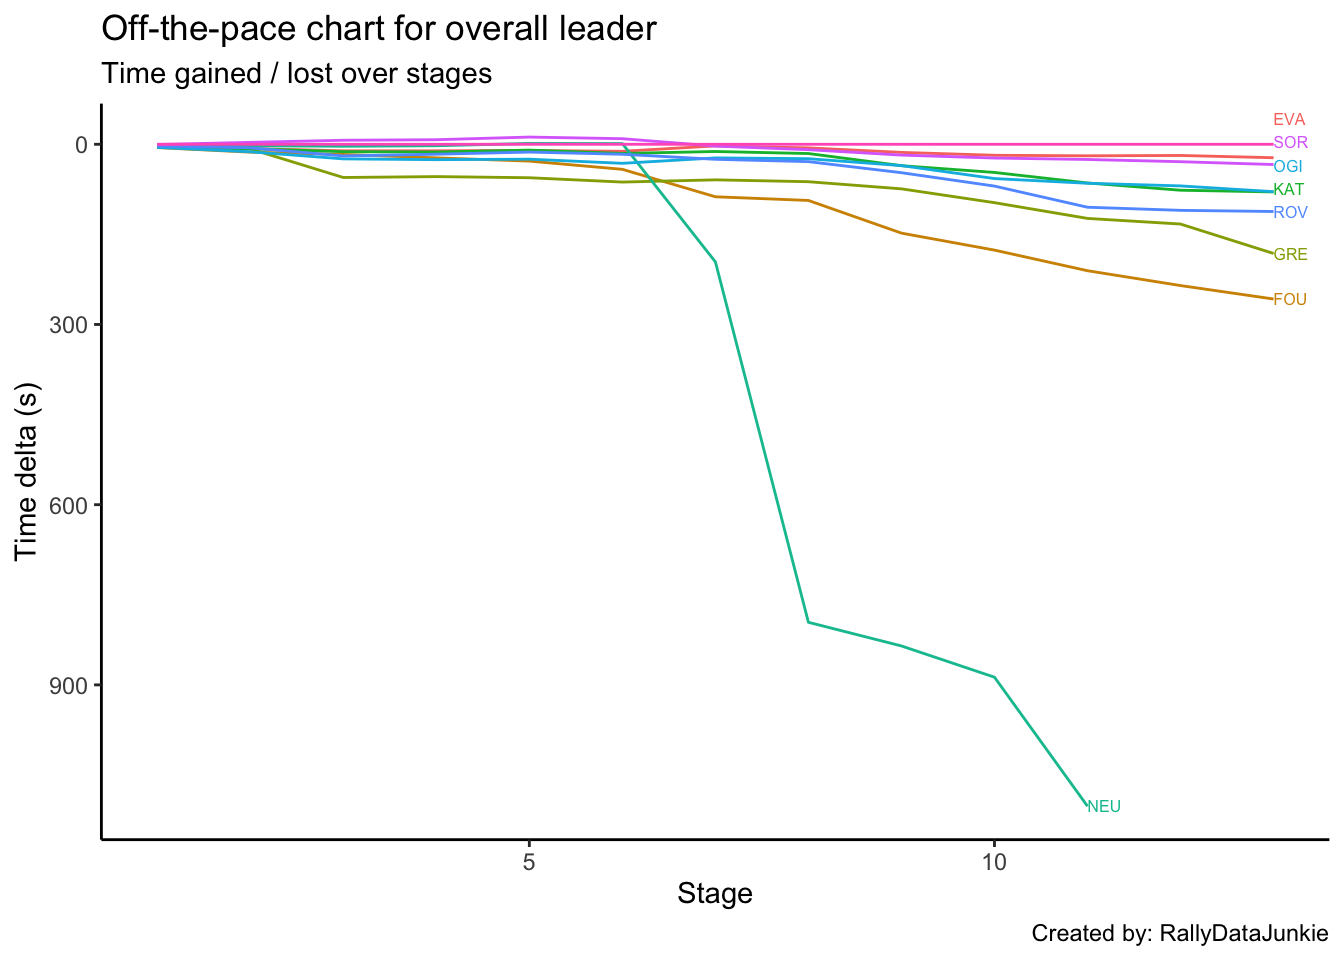 Off-the-pace chart for overall leader
Time gained / lost over stages
EVA
0
SOR
OGI
KAT
ROV
GRE
FOU
300
Time delta (s)
600
900
NEU
5
10
Stage
Created by: RallyDataJunkie